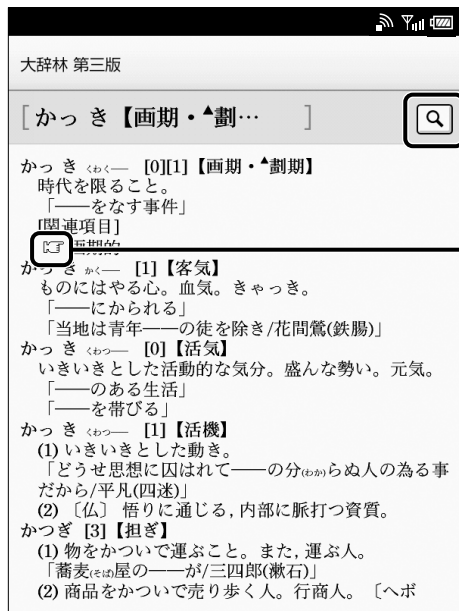 大辞林 第三版
［かっ き【画期・▲劃… ］
かっ き くわく― [0][1]【画期・▲劃期】
時代を限ること。
「――をなす事件」
[関連項目]
☞ 画期的
かっ き かく― [1]【客気】
ものにはやる心。血気。きゃっき。
「――にからられる」
「当地は青年――の徒を除き/花間鶯(鉄腸)」
かっ き くわつ― [0]【活気】
いきいきとした活動的な気分。盛んな勢い。元気。
「――のある生活」
「――を帯びる」
かっ き くわつ― [1]【活機】
(1) いきいきとした動き。
「どうせ思想に囚はれて――の分(わか)らぬ人の為る事
だから/平凡(四迷)」
(2) 〔仏〕 悟りに通じる, 内部に脈打つ資質。
かつぎ [3]【担ぎ】
(1) 物をかついで運ぶこと。また, 運ぶ人。
「蕎麦(そば)屋の――が/三四郎(漱石)」
(2) 商品をかついで売り歩く人。行商人。〔ヘボ